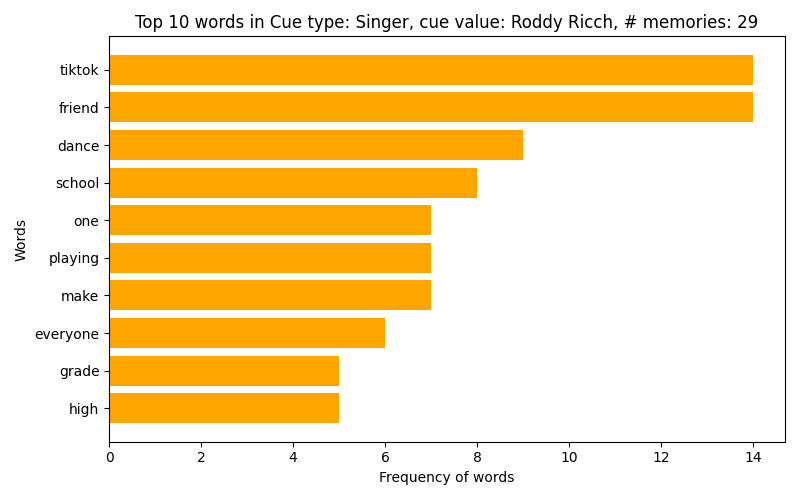 Top 10 words in Cue type: Singer, cue value: Roddy Ricch, # memories: 29
tiktok
friend
dance
school
one
playing
make
everyone
grade
high
Words
0 2 4 6 8 10 12 14
Frequency of words